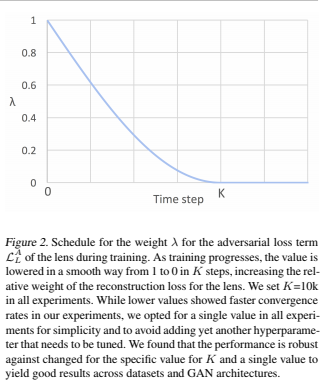 1
0.8
0.6
λ
0.4
0.2
0
0
Time step
K
Figure 2. Schedule for the weight λ for the adversarial loss term
𝓛_L^A of the lens during training. As training progresses, the value is
lowered in a smooth way from 1 to 0 in K steps, increasing the rel-
ative weight of the reconstruction loss for the lens. We set K=10k
in all experiments. While lower values showed faster convergence
rates in our experiments, we opted for a single value in all experi-
ments for simplicity and to avoid adding yet another hyperparame-
ter that needs to be tuned. We found that the performance is robust
against changed for the specific value for K and a single value to
yield good results across datasets and GAN architectures.